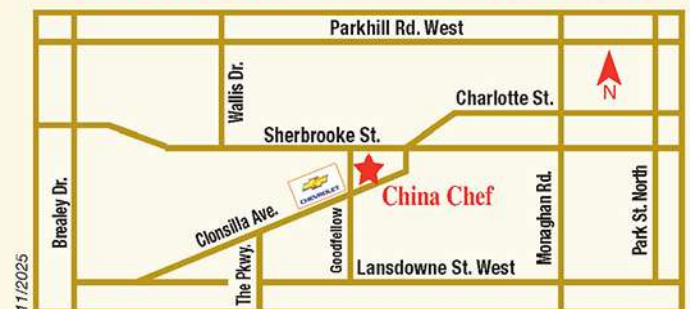 Parkhill Rd. West
Wallis Dr.
N
Charlotte St.
Sherbrooke St.
CHEVROLET
China Chef
Brealey Dr.
Clonsilla Ave.
Goodfellow
Monaghan Rd.
Park St. North
The Pkwy.
Lansdowne St. West
11/2025